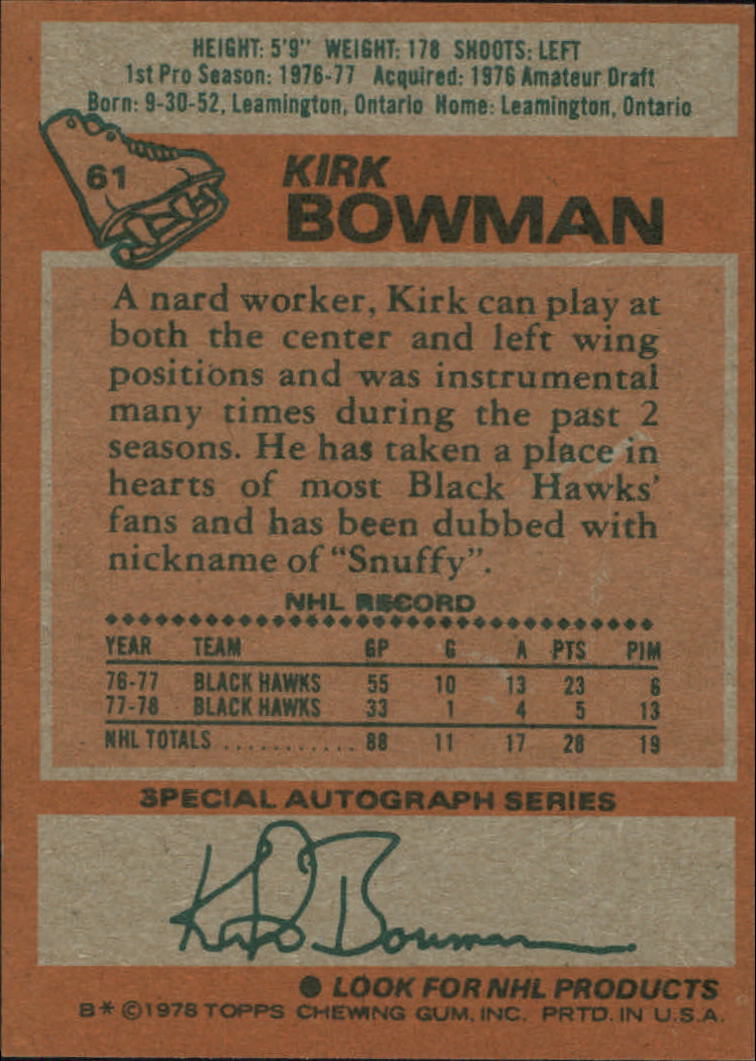 HEIGHT: 5'9" WEIGHT: 178 SHOOTS: LEFT
1st Pro Season: 1976-77 Acquired: 1976 Amateur Draft
Born: 9-30-52, Leamington, Ontario Home: Leamington, Ontario
61
KIRK
BOWMAN
A nard worker, Kirk can play at
both the center and left wing
positions and was instrumental
many times during the past 2
seasons. He has taken a place in
hearts of most Black Hawks'
fans and has been dubbed with
nickname of "Snuffy".
NHL RECORD
YEAR TEAM GP G A PTS PIM
76-77 BLACK HAWKS 55 10 13 23 6
77-78 BLACK HAWKS 33 1 4 5 13
NHL TOTALS ........... 88 11 17 28 19
SPECIAL AUTOGRAPH SERIES
Kirk Bowman
● LOOK FOR NHL PRODUCTS
B* ©1978 TOPPS CHEWING GUM, INC. PRTD. IN U.S.A.